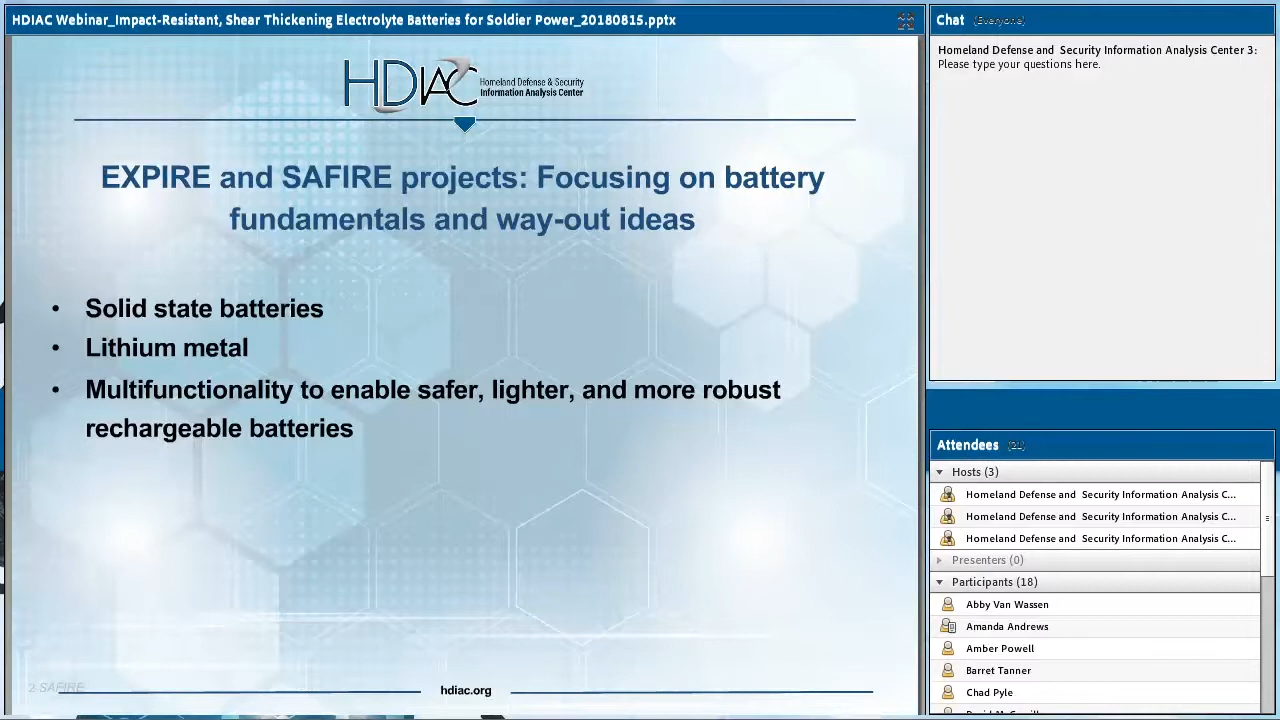 HDIAC Webinar_Impact-Resistant, Shear Thickening Electrolyte Batteries for Soldier Power_20180815.pptx
HDIAC Homeland Defense & Security
Information Analysis Center
EXPIRE and SAFIRE projects: Focusing on battery
fundamentals and way-out ideas
• Solid state batteries
• Lithium metal
• Multifunctionality to enable safer, lighter, and more robust
rechargeable batteries
2 SAFIRE
hdiac.org
Chat (Everyone)
Homeland Defense and Security Information Analysis Center 3:
Please type your questions here.
Attendees (21)
Hosts (3)
Homeland Defense and Security Information Analysis C...
Homeland Defense and Security Information Analysis C...
Homeland Defense and Security Information Analysis C...
Presenters (0)
Participants (18)
Abby Van Wassen
Amanda Andrews
Amber Powell
Barret Tanner
Chad Pyle